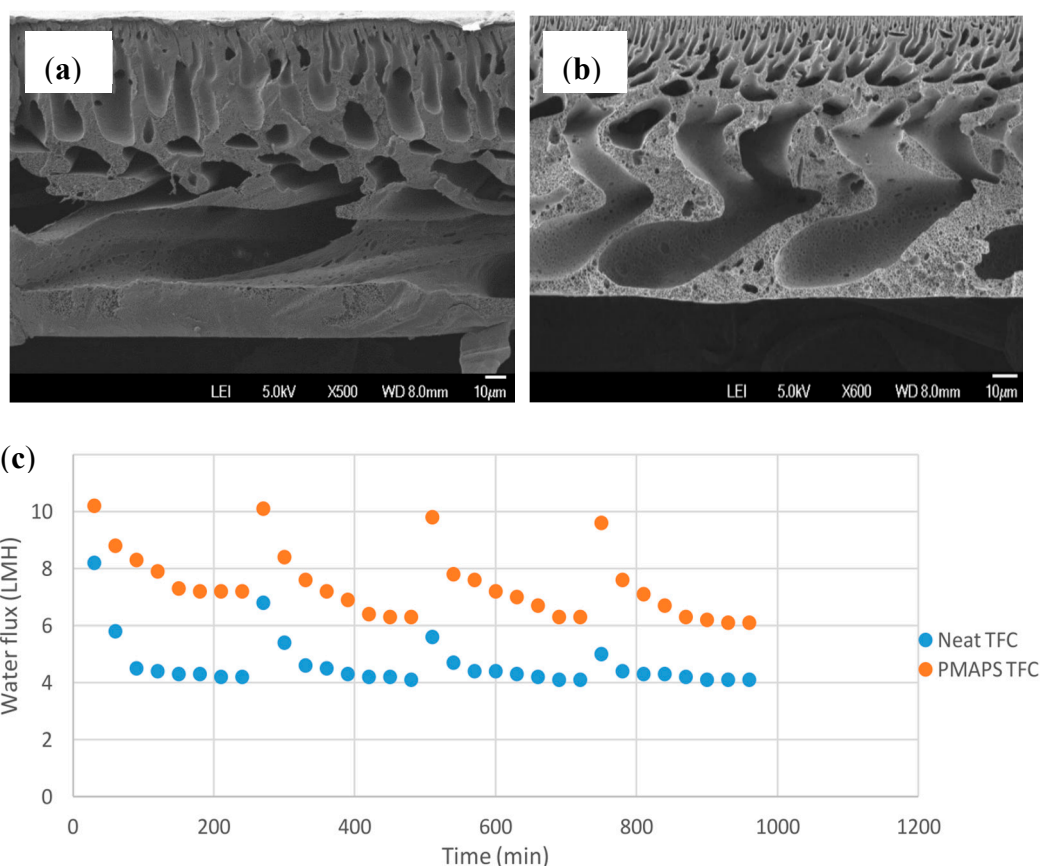 (a)
LEI 5.0kV X500 WD 8.0mm 10μm
(b)
LEI 5.0kV X600 WD 8.0mm 10μm
(c)
Water flux (LMH)
10
8
6
4
2
0
0 200 400 600 800 1000 1200
Time (min)
Neat TFC
PMAPS TFC